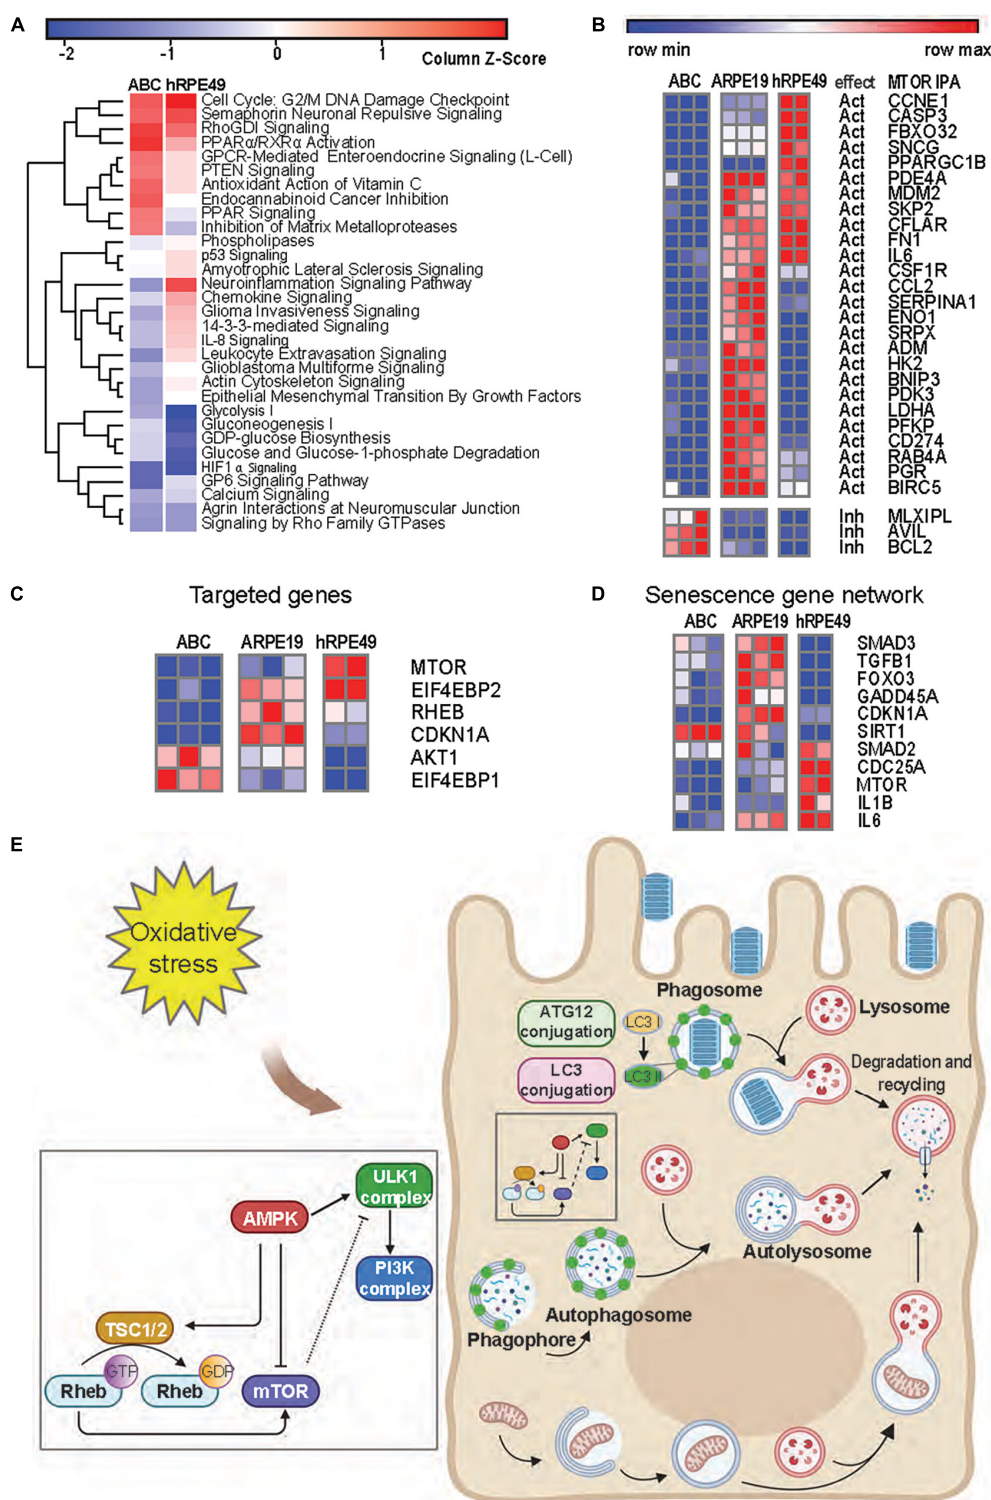 A
-2 -1 0 1
Column Z-Score
ABC hRPE49
Cell Cycle: G2/M DNA Damage Checkpoint
Semaphorin Neuronal Repulsive Signaling
RhoGDI Signaling
PPARα/RXRα Activation
GPCR-Mediated Enteroendocrine Signaling (L-Cell)
PTEN Signaling
Antioxidant Action of Vitamin C
Endocannabinoid Cancer Inhibition
PPAR Signaling
Inhibition of Matrix Metalloproteases
Phospholipases
p53 Signaling
Amyotrophic Lateral Sclerosis Signaling
Neuroinflammation Signaling Pathway
Chemokine Signaling
Glioma Invasiveness Signaling
14-3-3-mediated Signaling
IL-8 Signaling
Leukocyte Extravasation Signaling
Glioblastoma Multiforme Signaling
Actin Cytoskeleton Signaling
Epithelial Mesenchymal Transition By Growth Factors
Glycolysis I
Gluconeogenesis I
GDP-glucose Biosynthesis
Glucose and Glucose-1-phosphate Degradation
HIF1 α Signaling
GP6 Signaling Pathway
Calcium Signaling
Agrin Interactions at Neuromuscular Junction
Signaling by Rho Family GTPases
B
row min row max
ABC ARPE19 hRPE49 effect MTOR IPA
Act CCNE1
Act CASP3
Act FBXO32
Act SNCG
Act PPARGC1B
Act PDE4A
Act MDM2
Act SKP2
Act CFLAR
Act FN1
Act IL6
Act CSF1R
Act CCL2
Act SERPINA1
Act ENO1
Act SRPX
Act ADM
Act HK2
Act BNIP3
Act PDK3
Act LDHA
Act PFKP
Act CD274
Act RAB4A
Act PGR
Act BIRC5
Inh MLXIPL
Inh AVIL
Inh BCL2
C
Targeted genes
ABC ARPE19 hRPE49
MTOR
EIF4EBP2
RHEB
CDKN1A
AKT1
EIF4EBP1
D
Senescence gene network
ABC ARPE19 hRPE49
SMAD3
TGFB1
FOXO3
GADD45A
CDKN1A
SIRT1
SMAD2
CDC25A
MTOR
IL1B
IL6
E
Oxidative
stress
ULK1
complex
AMPK
PI3K
complex
TSC1/2
GTP
GDP
Rheb
Rheb
mTOR
Phagosome
ATG12
conjugation
LC3 I
LC3
conjugation
LC3 II
Lysosome
Degradation and
recycling
Autolysosome
Autophagosome
Phagophore